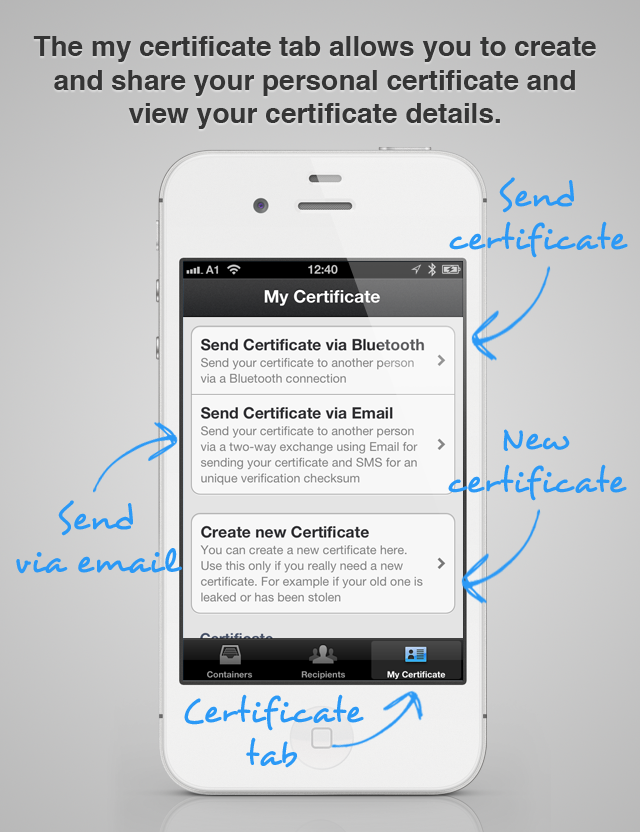 The my certificate tab allows you to create
and share your personal certificate and
view your certificate details.
Send
certificate
A1
12:40
My Certificate
Send Certificate via Bluetooth
Send your certificate to another person
via a Bluetooth connection
Send Certificate via Email
Send your certificate to another person
via a two-way exchange using Email for
sending your certificate and SMS for an
unique verification checksum
New
certificate
Send
via email
Create new Certificate
You can create a new certificate here.
Use this only if you really need a new
certificate. For example if your old one is
leaked or has been stolen
Certificate
Containers
Recipients
My Certificate
Certificate
tab